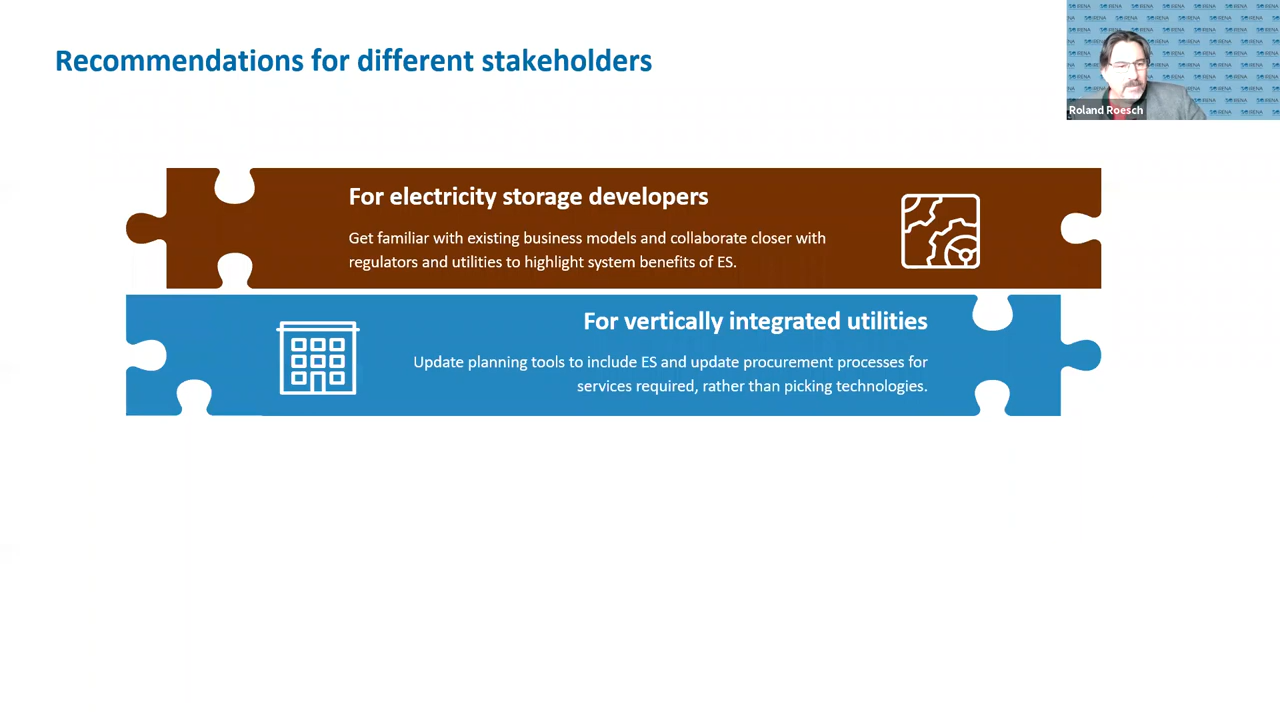 Recommendations for different stakeholders
IRENA
Roland Roesch
For electricity storage developers
Get familiar with existing business models and collaborate closer with
regulators and utilities to highlight system benefits of ES.
For vertically integrated utilities
Update planning tools to include ES and update procurement processes for
services required, rather than picking technologies.